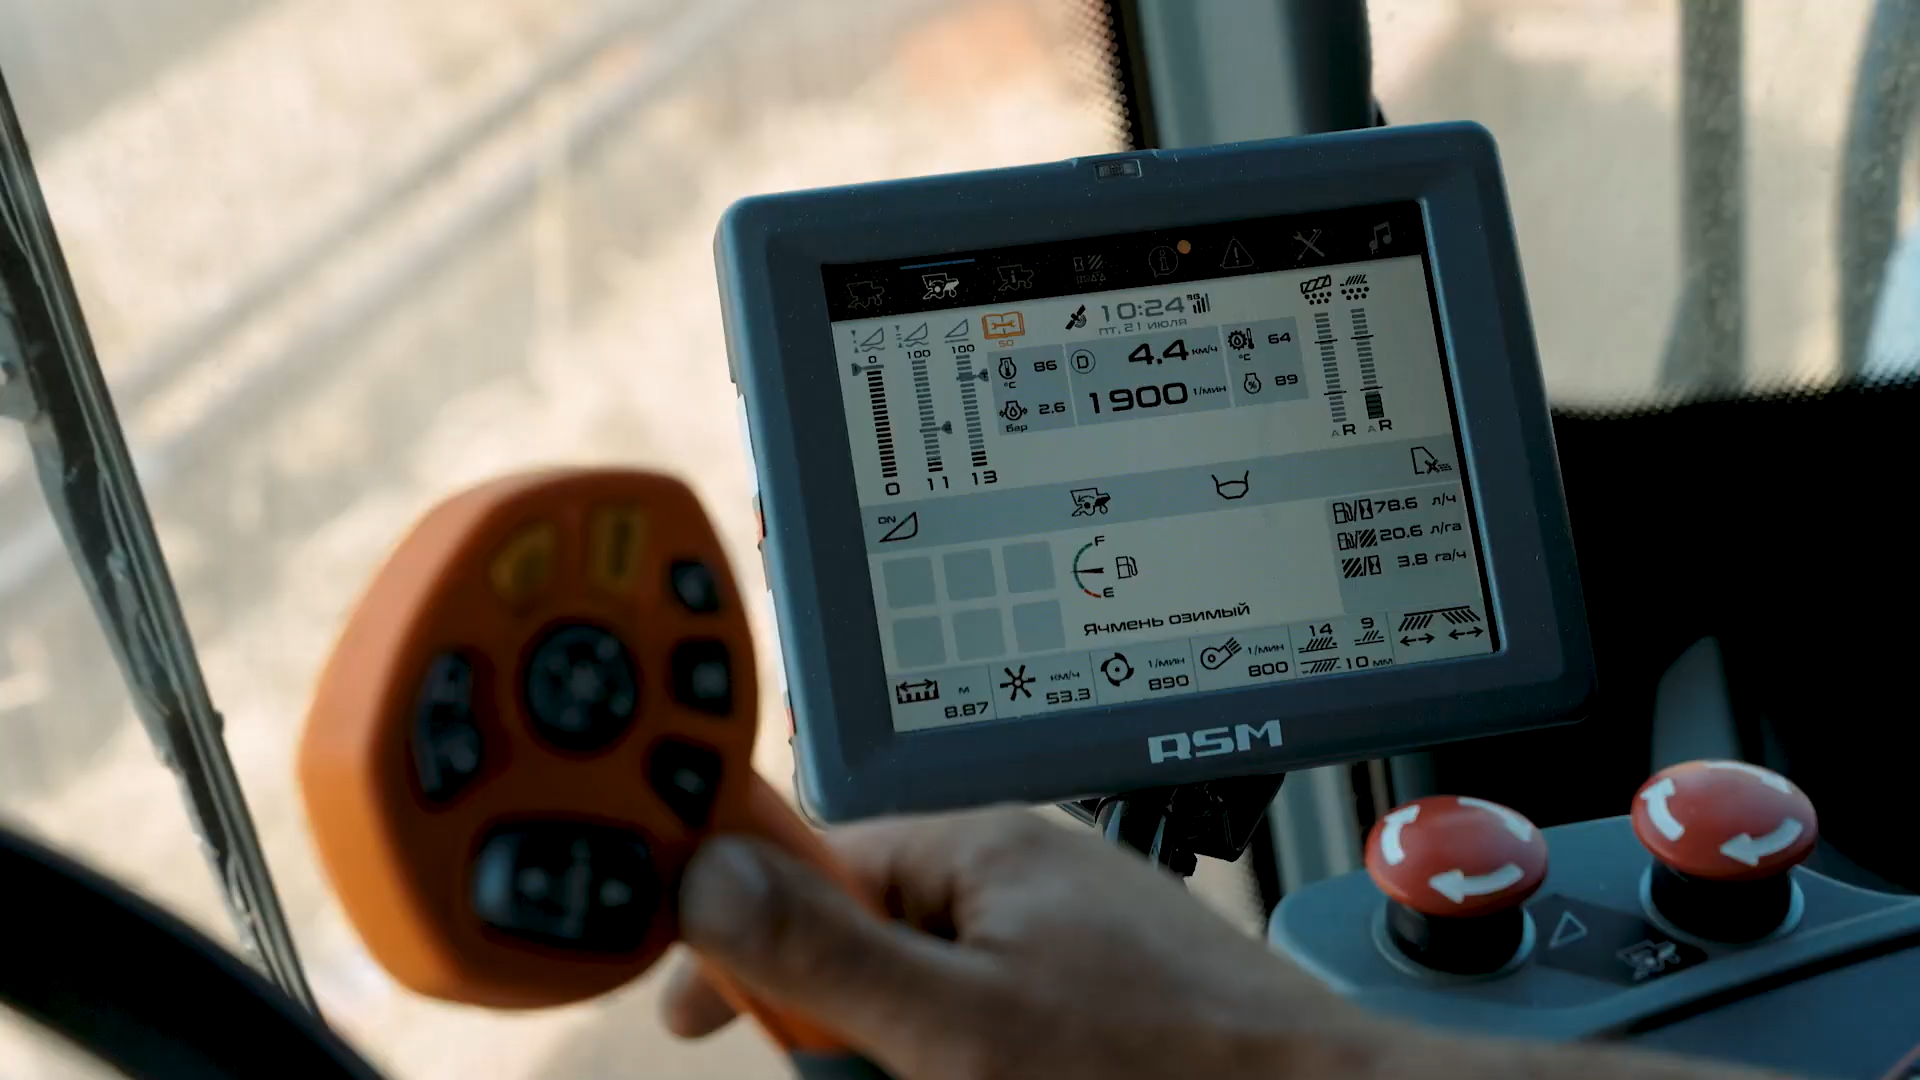 10:24
пт, 21 июля
50
0
100
100
86
°C
D
4.4 км/ч
°C
64
2.6
Бар
1900 1/мин
%
89
A R
A R
0
11
13
DN
78.6 л/ч
20.6 л/га
3.8 га/ч
F
E
Ячмень озимый
м
8.87
км/ч
53.3
1/мин
890
1/мин
800
14
9
10 мм
RSM